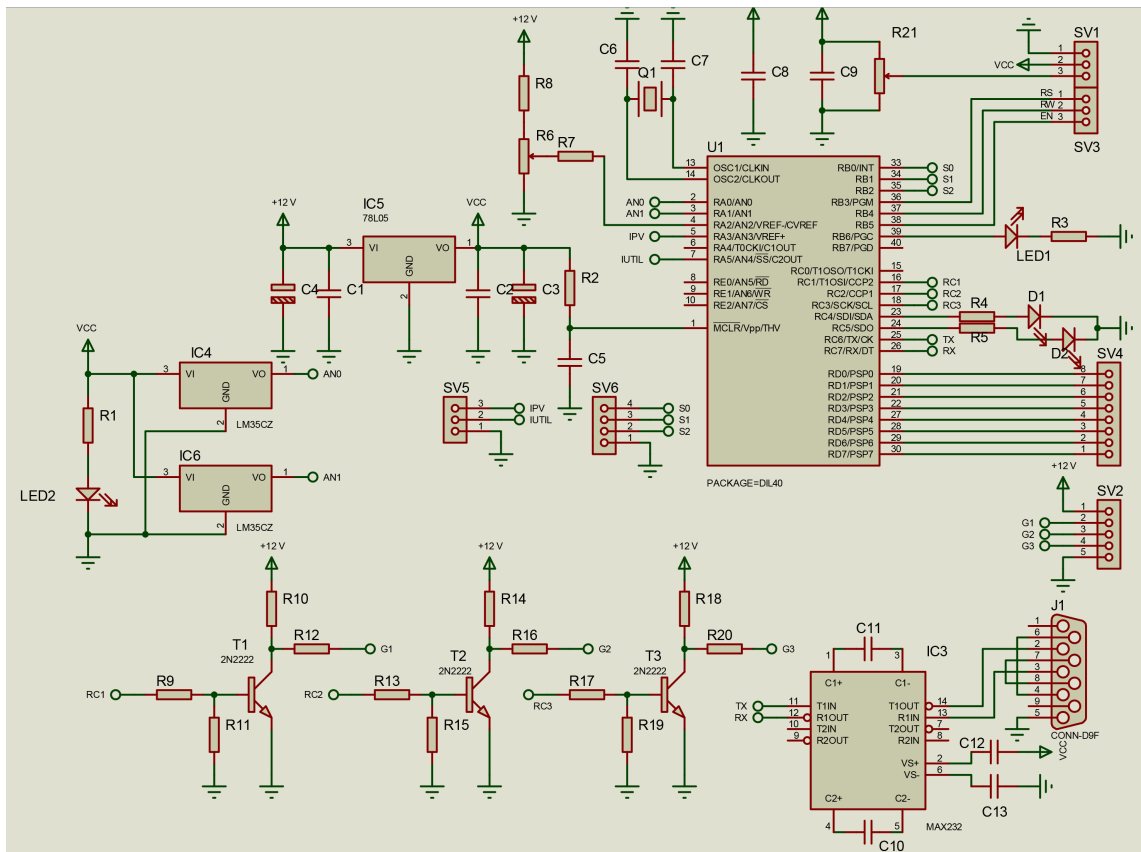 +12 V
C6
C7
Q1
C8
C9
R21
SV1
1
2
3
VCC
RS
RW
EN
1
2
3
SV3
R8
R6
R7
U1
13
14
2
3
4
5
6
7
8
9
10
1
OSC1/CLKIN
OSC2/CLKOUT
RA0/AN0
RA1/AN1
RA2/AN2/VREF-/CVREF
RA3/AN3/VREF+
RA4/T0CKI/C1OUT
RA5/AN4/SS/C2OUT
RE0/AN5/RD
RE1/AN6/WR
RE2/AN7/CS
MCLR/Vpp/THV
RB0/INT
RB1
RB2
RB3/PGM
RB4
RB5
RB6/PGC
RB7/PGD
RC0/T1OSO/T1CKI
RC1/T1OSI/CCP2
RC2/CCP1
RC3/SCK/SCL
RC4/SDI/SDA
RC5/SDO
RC6/TX/CK
RC7/RX/DT
RD0/PSP0
RD1/PSP1
RD2/PSP2
RD3/PSP3
RD4/PSP4
RD5/PSP5
RD6/PSP6
RD7/PSP7
33
34
35
36
37
38
39
40
15
16
17
18
23
24
25
26
19
20
21
22
27
28
29
30
S0
S1
S2
RC1
RC2
RC3
TX
RX
PACKAGE=DIL40
AN0
AN1
IPV
IUTIL
LED1
R3
R4
R5
D1
D2
SV4
8
7
6
5
4
3
2
1
+12 V
IC5
78L05
VCC
3
VI
VO
1
GND
2
C4
C1
C2
C3
R2
C5
VCC
IC4
3
VI
VO
1
AN0
GND
2
LM35CZ
R1
IC6
3
VI
VO
1
AN1
GND
2
LM35CZ
LED2
SV5
3
2
1
IPV
IUTIL
SV6
4
3
2
1
S0
S1
S2
+12 V
SV2
1
2
3
4
5
G1
G2
G3
+12 V
R10
R12
G1
T1
2N2222
RC1
R9
R11
+12 V
R14
R16
G2
T2
2N2222
RC2
R13
R15
+12 V
R18
R20
G3
T3
2N2222
RC3
R17
R19
C11
IC3
1
3
C1+
C1-
TX
RX
11
12
10
9
T1IN
R1OUT
T2IN
R2OUT
T1OUT
R1IN
T2OUT
R2IN
VS+
VS-
14
13
7
8
2
6
C2+
C2-
4
5
C10
MAX232
C12
VCC
C13
J1
1
6
2
7
3
8
4
9
5
CONN-D9F